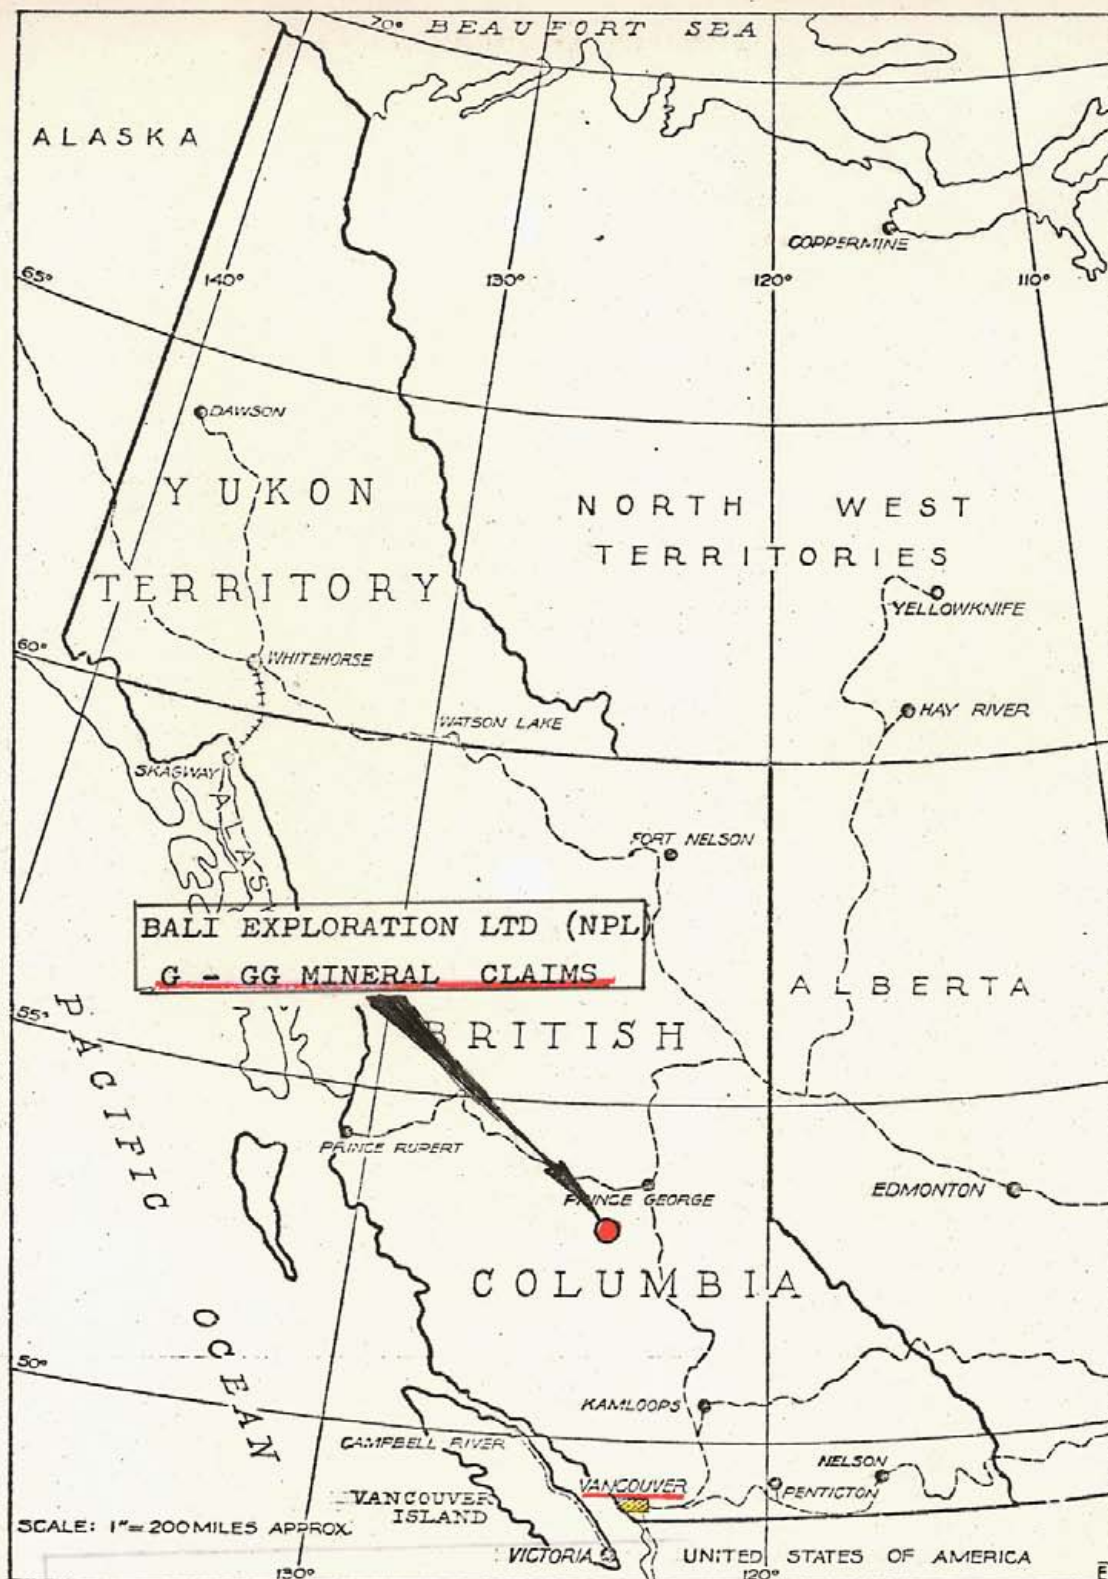 70° BEAUFORT SEA
ALASKA
COPPERMINE
65°
140°
130°
120°
110°
DAWSON
YUKON
TERRITORY
NORTH WEST
TERRITORIES
YELLOWKNIFE
60°
WHITEHORSE
HAY RIVER
WATSON LAKE
SKAGWAY
ALAS
FORT NELSON
BALI EXPLORATION LTD (NPL)
G - GG MINERAL CLAIMS
ALBERTA
55°
BRITISH
PACIFIC
PRINCE RUPERT
PRINCE GEORGE
EDMONTON
COLUMBIA
OCEAN
50°
KAMLOOPS
CAMPBELL RIVER
NELSON
VANCOUVER
PENTICTON
VANCOUVER
ISLAND
SCALE: 1"= 200 MILES APPROX.
VICTORIA
UNITED STATES OF AMERICA
130°
120°